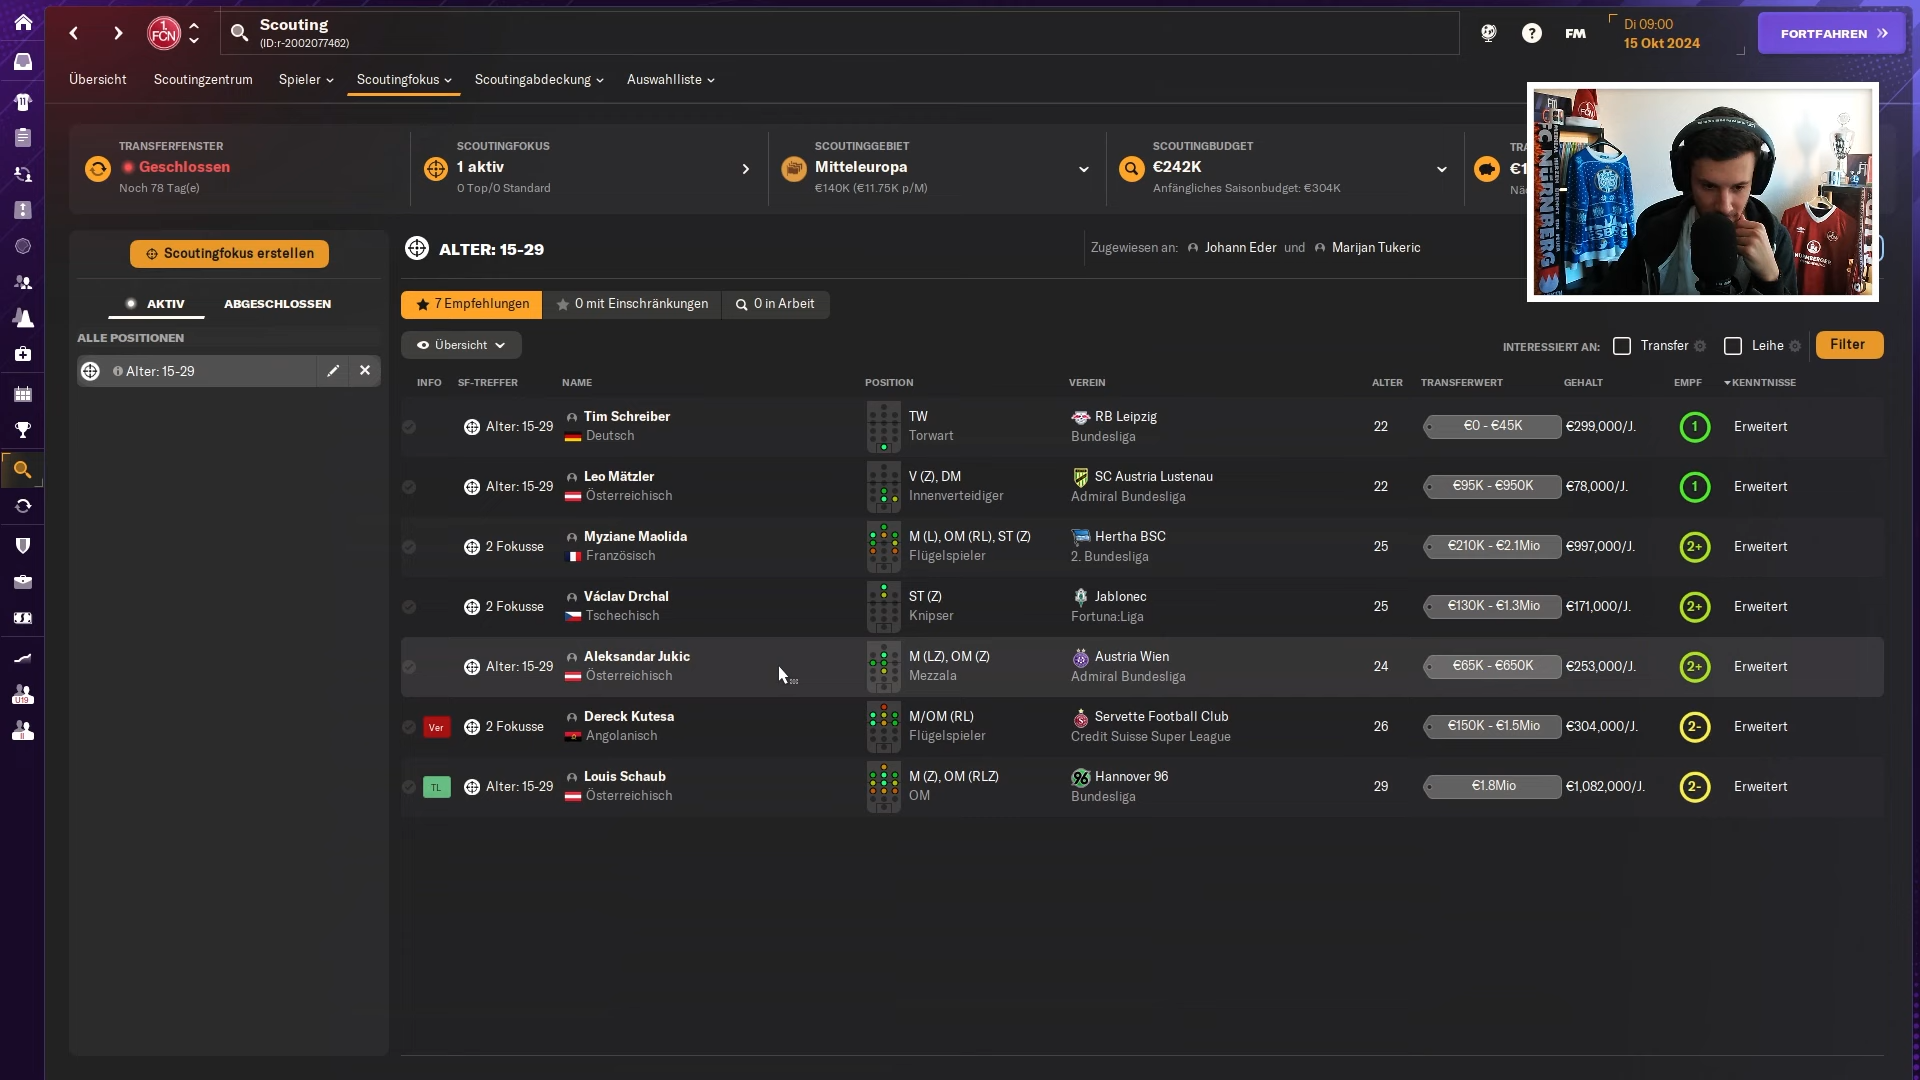 Scouting
(ID:r-2002077462)
FM
Di 09:00
15 Okt 2024
FORTFAHREN
Übersicht
Scoutingzentrum
Spieler
Scoutingfokus
Scoutingabdeckung
Auswahlliste
TRANSFERFENSTER
Geschlossen
Noch 78 Tag(e)
SCOUTINGFOKUS
1 aktiv
0 Top/0 Standard
SCOUTINGGEBIET
Mitteleuropa
€140K (€11.75K p/M)
SCOUTINGBUDGET
€242K
Anfängliches Saisonbudget: €304K
Scoutingfokus erstellen
AKTIV
ABGESCHLOSSEN
ALLE POSITIONEN
Alter: 15-29
ALTER: 15-29
Zugewiesen an: Johann Eder und Marijan Tukeric
7 Empfehlungen
0 mit Einschränkungen
0 in Arbeit
Übersicht
INTERESSIERT AN: Transfer Leihe
Filter
INFO SF-TREFFER NAME POSITION VEREIN ALTER TRANSFERWERT GEHALT EMPF KENNTNISSE
Alter: 15-29 Tim Schreiber TW RB Leipzig 22 €0 - €45K €299,000/J. 1 Erweitert
Deutsch Torwart Bundesliga
Alter: 15-29 Leo Mätzler V (Z), DM SC Austria Lustenau 22 €95K - €950K €78,000/J. 1 Erweitert
Österreichisch Innenverteidiger Admiral Bundesliga
2 Fokusse Myziane Maolida M (L), OM (RL), ST (Z) Hertha BSC 25 €210K - €2.1Mio €997,000/J. 2+ Erweitert
Französisch Flügelspieler 2. Bundesliga
2 Fokusse Václav Drchal ST (Z) Jablonec 25 €130K - €1.3Mio €171,000/J. 2+ Erweitert
Tschechisch Knipser Fortuna:Liga
Alter: 15-29 Aleksandar Jukic M (LZ), OM (Z) Austria Wien 24 €65K - €650K €253,000/J. 2+ Erweitert
Österreichisch Mezzala Admiral Bundesliga
Ver 2 Fokusse Dereck Kutesa M/OM (RL) Servette Football Club 26 €150K - €1.5Mio €304,000/J. 2- Erweitert
Angolanisch Flügelspieler Credit Suisse Super League
TL Alter: 15-29 Louis Schaub M (Z), OM (RLZ) Hannover 96 29 €1.8Mio €1,082,000/J. 2- Erweitert
Österreichisch OM Bundesliga
U19